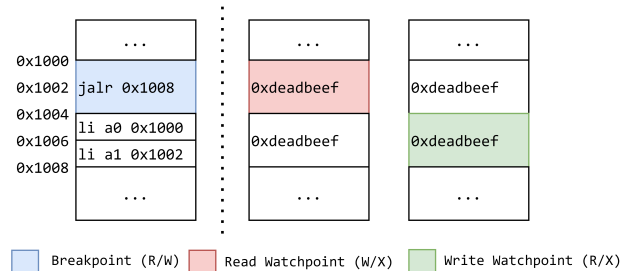 ...
0x1000
0x1002
0x1004
0x1006
0x1008
jalr 0x1008
li a0 0x1000
li a1 0x1002
...
...
0xdeadbeef
0xdeadbeef
...
...
0xdeadbeef
0xdeadbeef
...
Breakpoint (R/W)
Read Watchpoint (W/X)
Write Watchpoint (R/X)